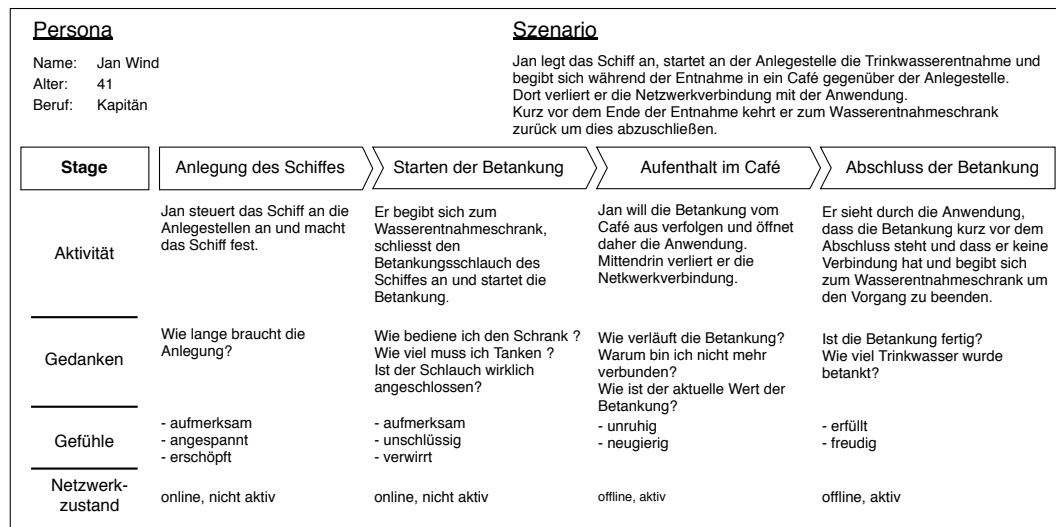 Persona
Name: Jan Wind
Alter: 41
Beruf: Kapitän
Szenario
Jan legt das Schiff an, startet an der Anlegestelle die Trinkwasserentnahme und
begibt sich während der Entnahme in ein Café gegenüber der Anlegestelle.
Dort verliert er die Netzwerkverbindung mit der Anwendung.
Kurz vor dem Ende der Entnahme kehrt er zum Wasserentnahmeschrank
zurück um dies abzuschließen.
Stage
Anlegung des Schiffes
Starten der Betankung
Aufenthalt im Café
Abschluss der Betankung
Aktivität
Jan steuert das Schiff an die
Anlegestellen an und macht
das Schiff fest.
Er begibt sich zum
Wasserentnahmeschrank,
schliesst den
Betankungsschlauch des
Schiffes an und startet die
Betankung.
Jan will die Betankung vom
Café aus verfolgen und öffnet
daher die Anwendung.
Mittendrin verliert er die
Netkwerkverbindung.
Er sieht durch die Anwendung,
dass die Betankung kurz vor dem
Abschluss steht und dass er keine
Verbindung hat und begibt sich
zum Wasserentnahmeschrank um
den Vorgang zu beenden.
Gedanken
Wie lange braucht die
Anlegung?
Wie bediene ich den Schrank ?
Wie viel muss ich Tanken ?
Ist der Schlauch wirklich
angeschlossen?
Wie verläuft die Betankung?
Warum bin ich nicht mehr
verbunden?
Wie ist der aktuelle Wert der
Betankung?
Ist die Betankung fertig?
Wie viel Trinkwasser wurde
betankt?
Gefühle
- aufmerksam
- angespannt
- erschöpft
- aufmerksam
- unschlüssig
- verwirrt
- unruhig
- neugierig
- erfüllt
- freudig
Netzwerk-
zustand
online, nicht aktiv
online, nicht aktiv
offline, aktiv
offline, aktiv